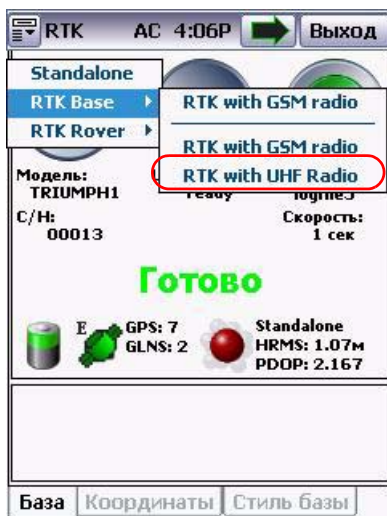 RTK AC 4:06P Выход
Standalone
RTK Base
RTK Rover
RTK with GSM radio
RTK with GSM radio
RTK with UHF Radio
Модель:
TRIUMPH1
ready
logfile3
С/Н:
00013
Скорость:
1 сек
Готово
E GPS: 7
GLNS: 2
Standalone
HRMS: 1.07м
PDOP: 2.167
База Координаты Стиль базы